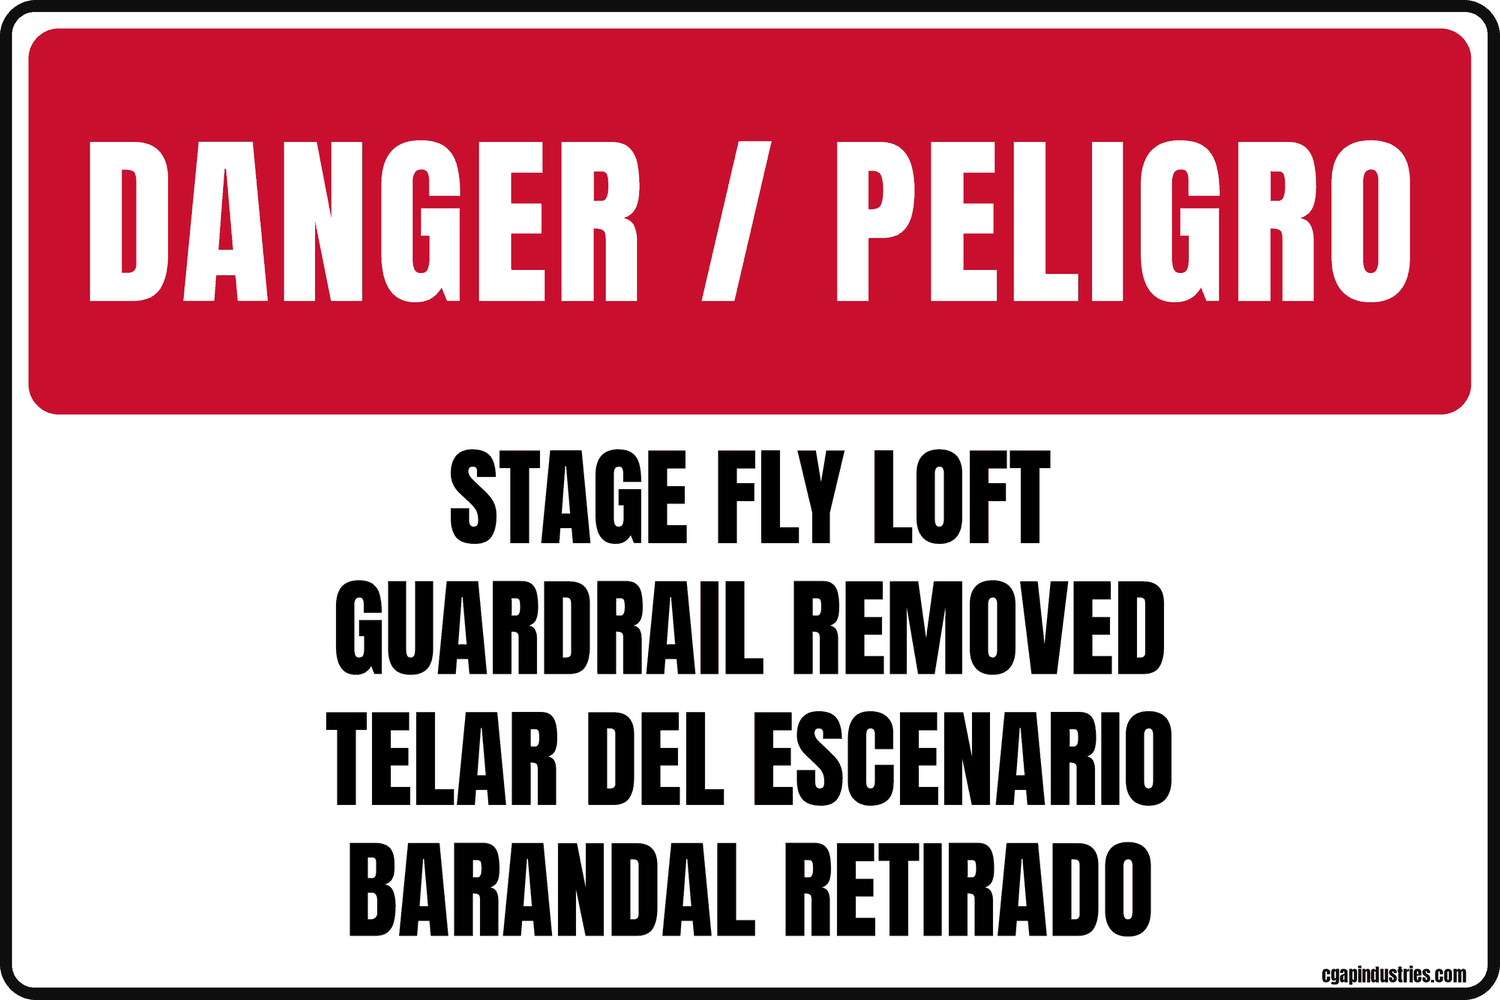 DANGER / PELIGRO
STAGE FLY LOFT
GUARDRAIL REMOVED
TELAR DEL ESCENARIO
BARANDAL RETIRADO
cgapindustries.com